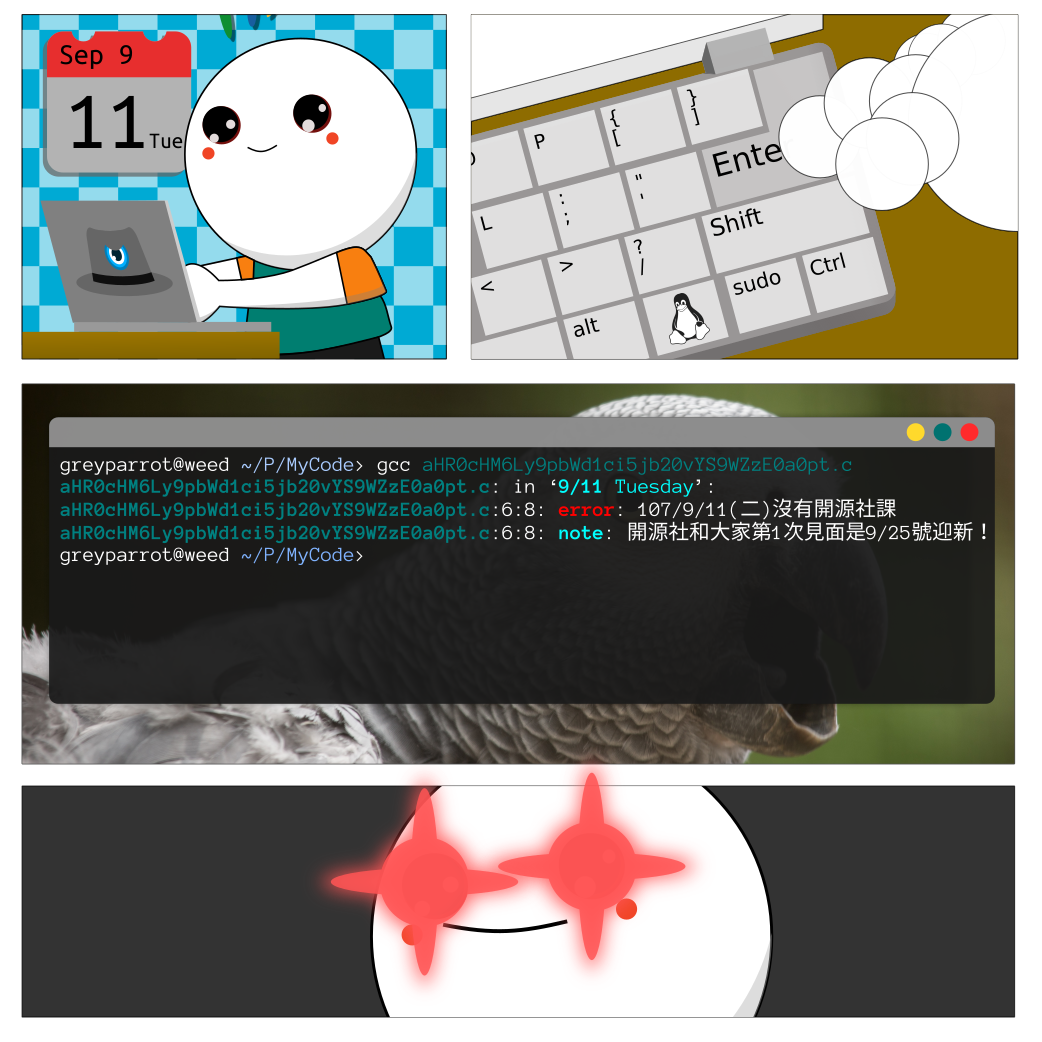 Sep 9
11 Tue
P { [ } ]
L : ; " ' Enter
< > ? / Shift
alt sudo Ctrl
greyparrot@weed ~/P/MyCode> gcc aHR0cHM6Ly9pbWd1ci5jb20vYS9WZzE0a0pt.c
aHR0cHM6Ly9pbWd1ci5jb20vYS9WZzE0a0pt.c: in ‘9/11 Tuesday’:
aHR0cHM6Ly9pbWd1ci5jb20vYS9WZzE0a0pt.c:6:8: error: 107/9/11(二)沒有開源社課
aHR0cHM6Ly9pbWd1ci5jb20vYS9WZzE0a0pt.c:6:8: note: 開源社和大家第1次見面是9/25號迎新！
greyparrot@weed ~/P/MyCode>